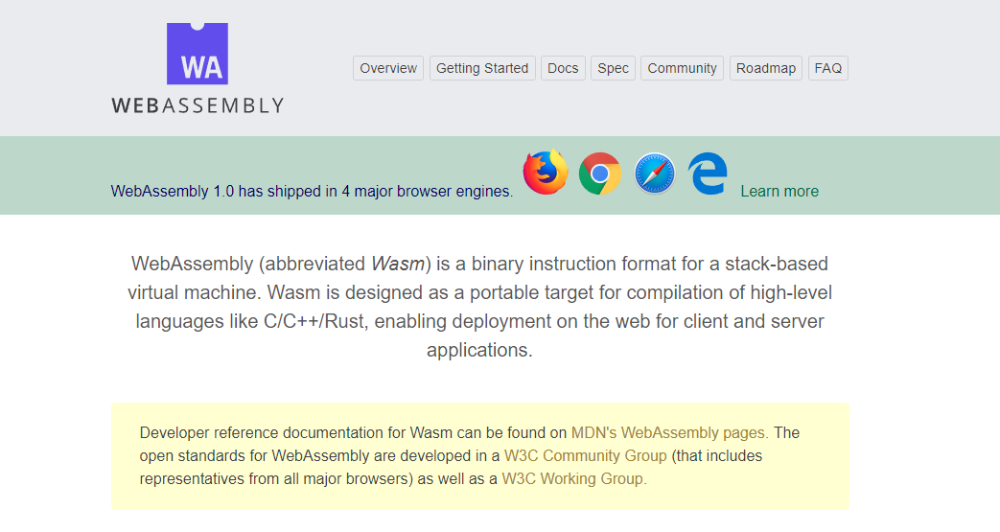 WA
WEBASSEMBLY
Overview Getting Started Docs Spec Community Roadmap FAQ
WebAssembly 1.0 has shipped in 4 major browser engines. Learn more
WebAssembly (abbreviated Wasm) is a binary instruction format for a stack-based
virtual machine. Wasm is designed as a portable target for compilation of high-level
languages like C/C++/Rust, enabling deployment on the web for client and server
applications.
Developer reference documentation for Wasm can be found on MDN's WebAssembly pages. The
open standards for WebAssembly are developed in a W3C Community Group (that includes
representatives from all major browsers) as well as a W3C Working Group.